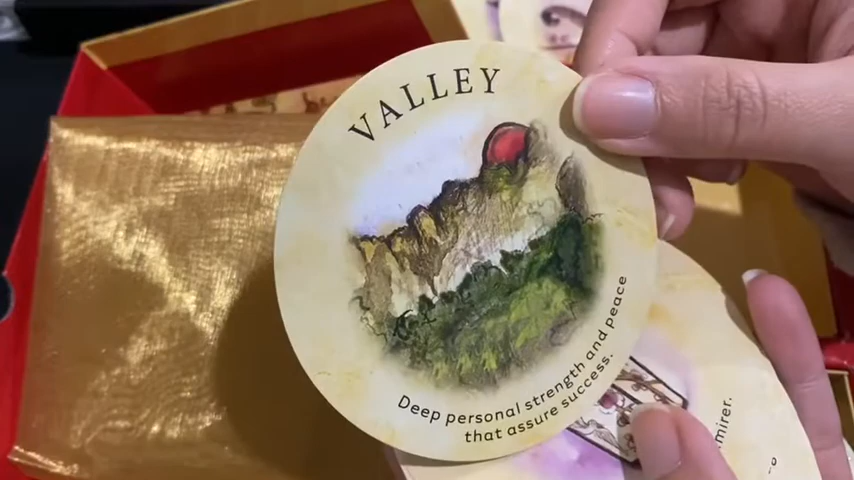 VALLEY
Deep personal strength and peace
that assure success.
mirer.